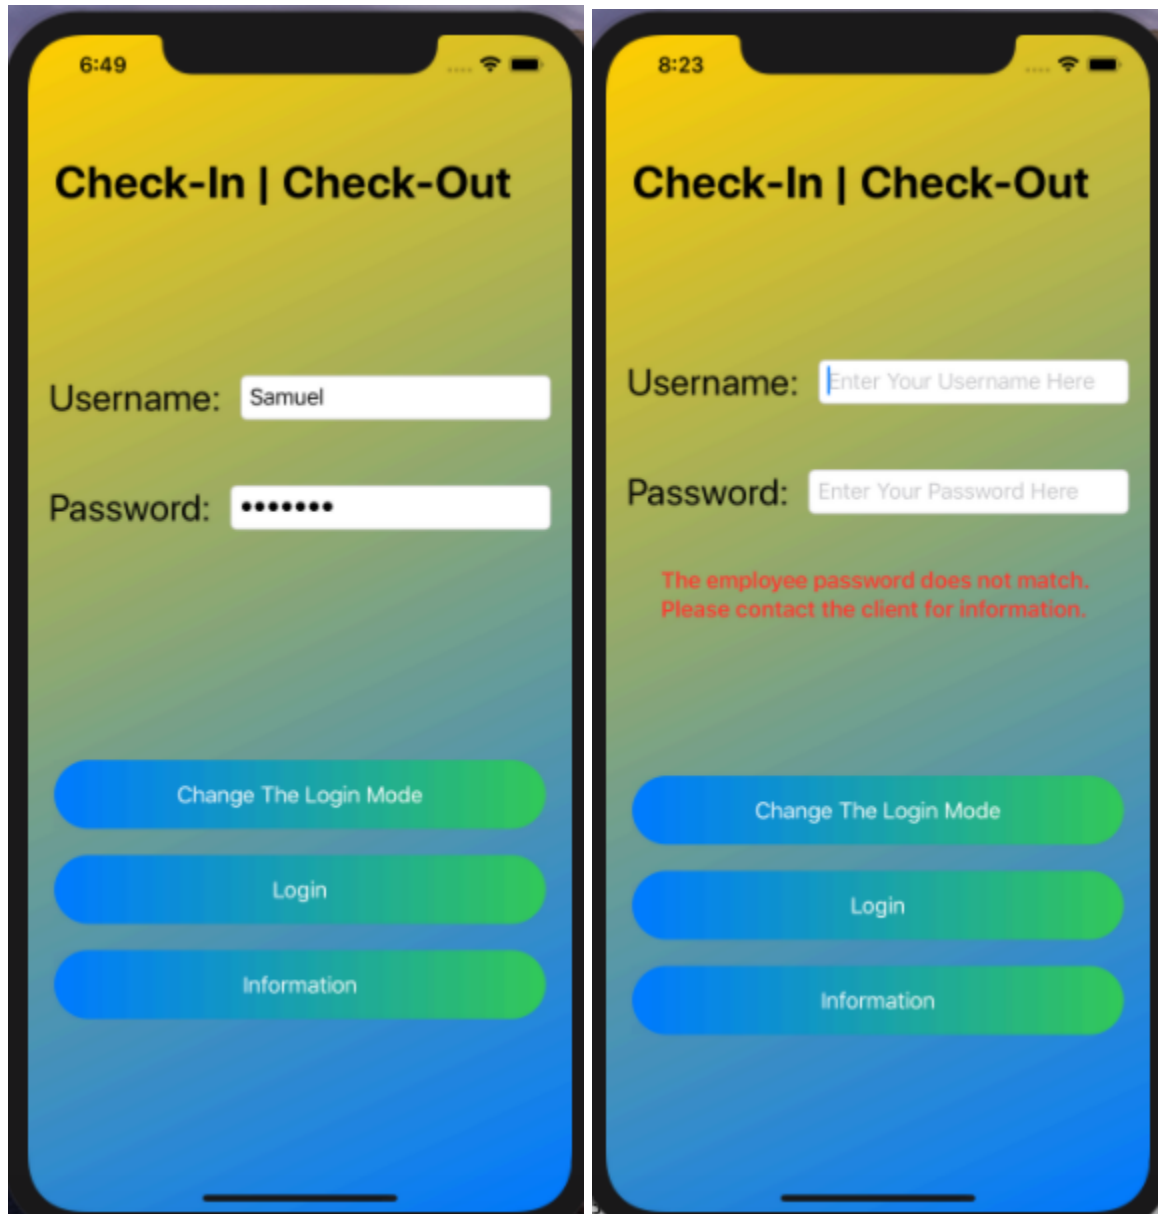 6:49
Check-In | Check-Out
Username: Samuel
Password: •••••••
Change The Login Mode
Login
Information
8:23
Check-In | Check-Out
Username: Enter Your Username Here
Password: Enter Your Password Here
The employee password does not match.
Please contact the client for information.
Change The Login Mode
Login
Information